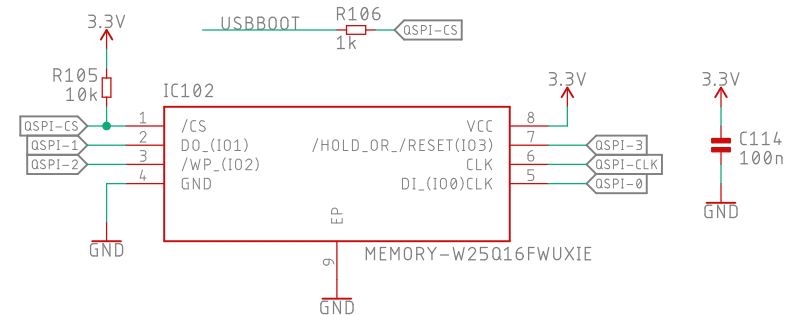 USBBOOT
R106
1k
QSPI-CS
3.3V
R105
10k
IC102
3.3V
3.3V
QSPI-CS 1 /CS VCC 8
QSPI-1 2 DO_(IO1) /HOLD_OR_/RESET(IO3) 7 QSPI-3
QSPI-2 3 /WP_(IO2) CLK 6 QSPI-CLK
4 GND DI_(IO0)CLK 5 QSPI-0
C114
100n
GND
EP
GND
MEMORY-W25Q16FWUXIE
9
GND